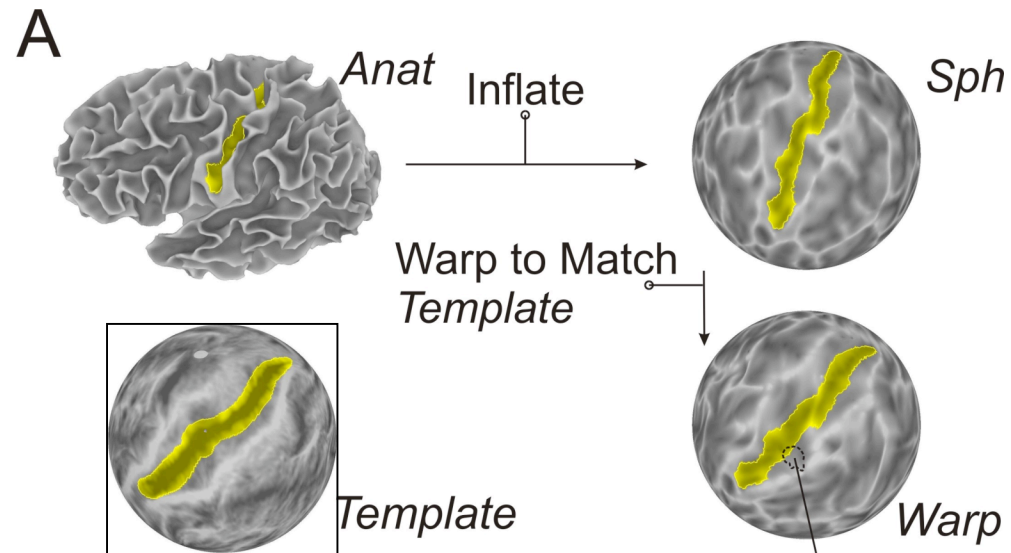 A
Anat
Inflate
Sph
Warp to Match
Template
Template
Warp